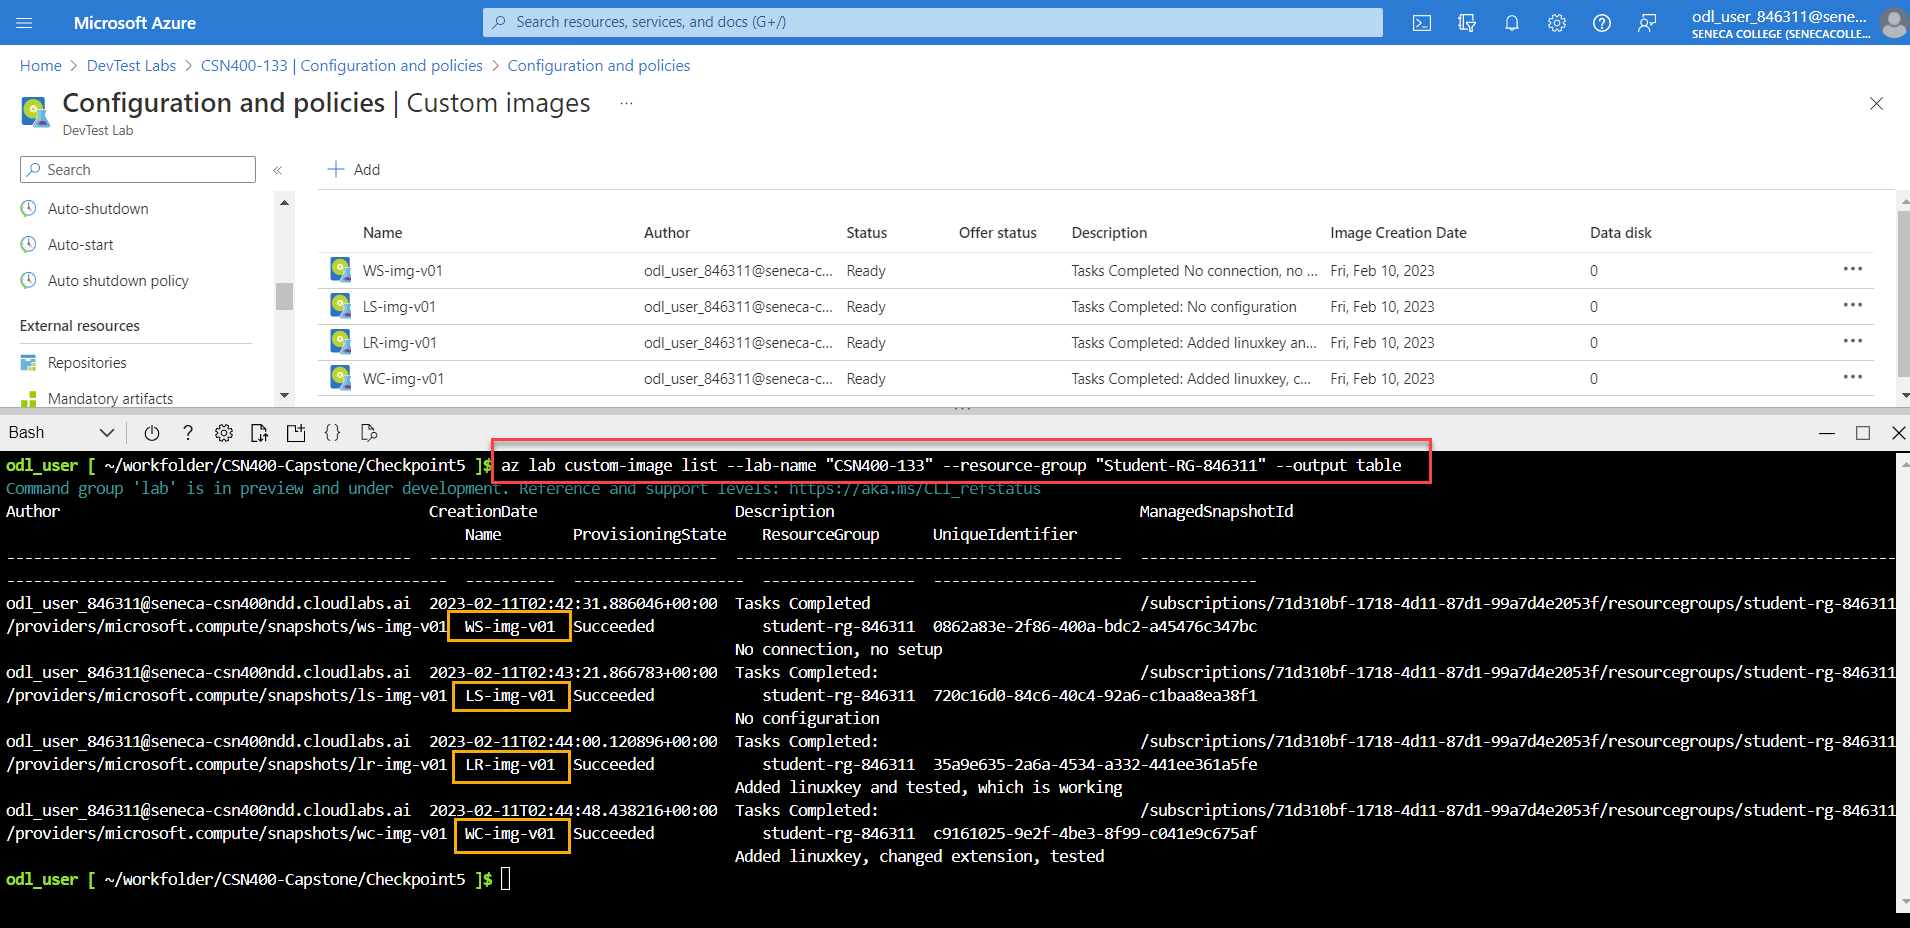 Microsoft Azure
Search resources, services, and docs (G+/)
odl_user_846311@sene...
SENECA COLLEGE (SENECACOLLE...
Home > DevTest Labs > CSN400-133 | Configuration and policies > Configuration and policies
Configuration and policies | Custom images ...
DevTest Lab
Search
«
+ Add
Auto-shutdown
Auto-start
Auto shutdown policy
External resources
Repositories
Mandatory artifacts
Name Author Status Offer status Description Image Creation Date Data disk
WS-img-v01 odl_user_846311@seneca-c... Ready Tasks Completed No connection, no ... Fri, Feb 10, 2023 0 ...
LS-img-v01 odl_user_846311@seneca-c... Ready Tasks Completed: No configuration Fri, Feb 10, 2023 0 ...
LR-img-v01 odl_user_846311@seneca-c... Ready Tasks Completed: Added linuxkey an... Fri, Feb 10, 2023 0 ...
WC-img-v01 odl_user_846311@seneca-c... Ready Tasks Completed: Added linuxkey, c... Fri, Feb 10, 2023 0 ...
Bash ? {}
odl_user [ ~/workfolder/CSN400-Capstone/Checkpoint5 ]$ az lab custom-image list --lab-name "CSN400-133" --resource-group "Student-RG-846311" --output table
Command group 'lab' is in preview and under development. Reference and support levels: https://aka.ms/CLI_refstatus
Author CreationDate Description ManagedSnapshotId
Name ProvisioningState ResourceGroup UniqueIdentifier
odl_user_846311@seneca-csn400ndd.cloudlabs.ai 2023-02-11T02:42:31.886046+00:00 Tasks Completed /subscriptions/71d310bf-1718-4d11-87d1-99a7d4e2053f/resourcegroups/student-rg-846311
/providers/microsoft.compute/snapshots/ws-img-v01 WS-img-v01 Succeeded student-rg-846311 0862a83e-2f86-400a-bdc2-a45476c347bc
No connection, no setup
odl_user_846311@seneca-csn400ndd.cloudlabs.ai 2023-02-11T02:43:21.866783+00:00 Tasks Completed: /subscriptions/71d310bf-1718-4d11-87d1-99a7d4e2053f/resourcegroups/student-rg-846311
/providers/microsoft.compute/snapshots/ls-img-v01 LS-img-v01 Succeeded student-rg-846311 720c16d0-84c6-40c4-92a6-c1baa8ea38f1
No configuration
odl_user_846311@seneca-csn400ndd.cloudlabs.ai 2023-02-11T02:44:00.120896+00:00 Tasks Completed: /subscriptions/71d310bf-1718-4d11-87d1-99a7d4e2053f/resourcegroups/student-rg-846311
/providers/microsoft.compute/snapshots/lr-img-v01 LR-img-v01 Succeeded student-rg-846311 35a9e635-2a6a-4534-a332-441ee361a5fe
Added linuxkey and tested, which is working
odl_user_846311@seneca-csn400ndd.cloudlabs.ai 2023-02-11T02:44:48.438216+00:00 Tasks Completed: /subscriptions/71d310bf-1718-4d11-87d1-99a7d4e2053f/resourcegroups/student-rg-846311
/providers/microsoft.compute/snapshots/wc-img-v01 WC-img-v01 Succeeded student-rg-846311 c9161025-9e2f-4be3-8f99-c041e9c675af
Added linuxkey, changed extension, tested
odl_user [ ~/workfolder/CSN400-Capstone/Checkpoint5 ]$